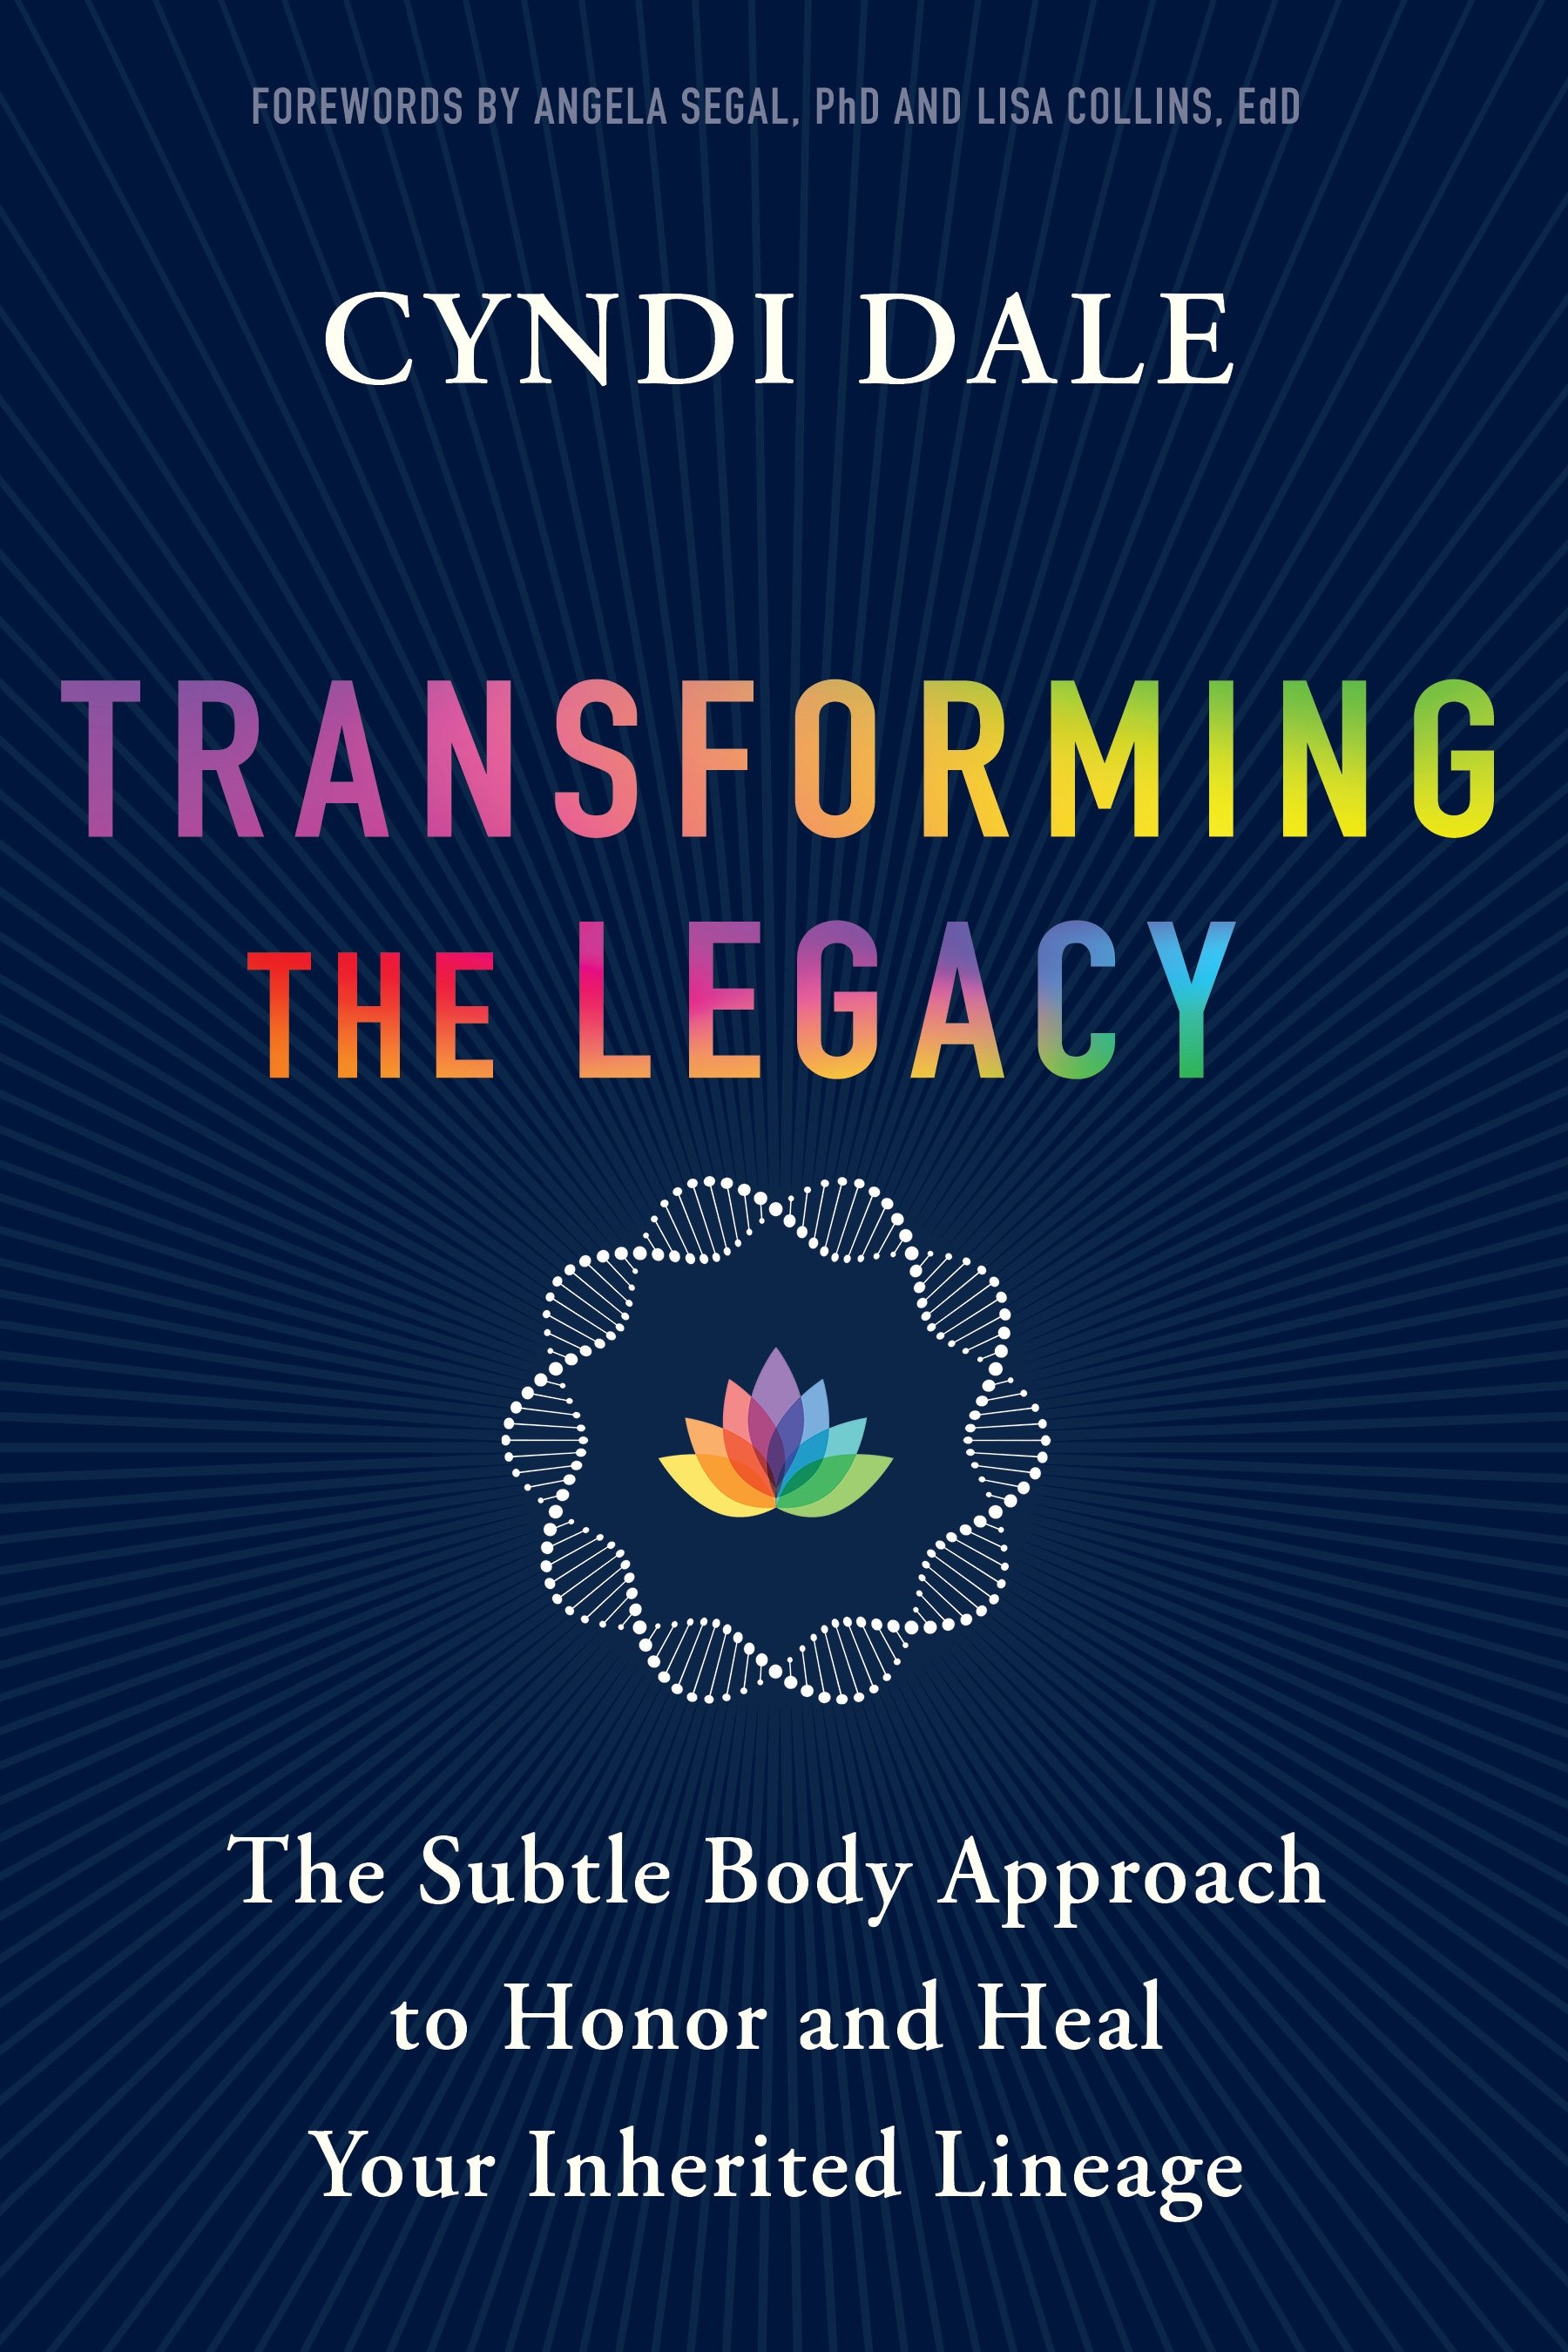 FOREWORDS BY ANGELA SEGAL, PhD AND LISA COLLINS, EdD
CYNDI DALE
TRANSFORMING
THE LEGACY
The Subtle Body Approach
to Honor and Heal
Your Inherited Lineage